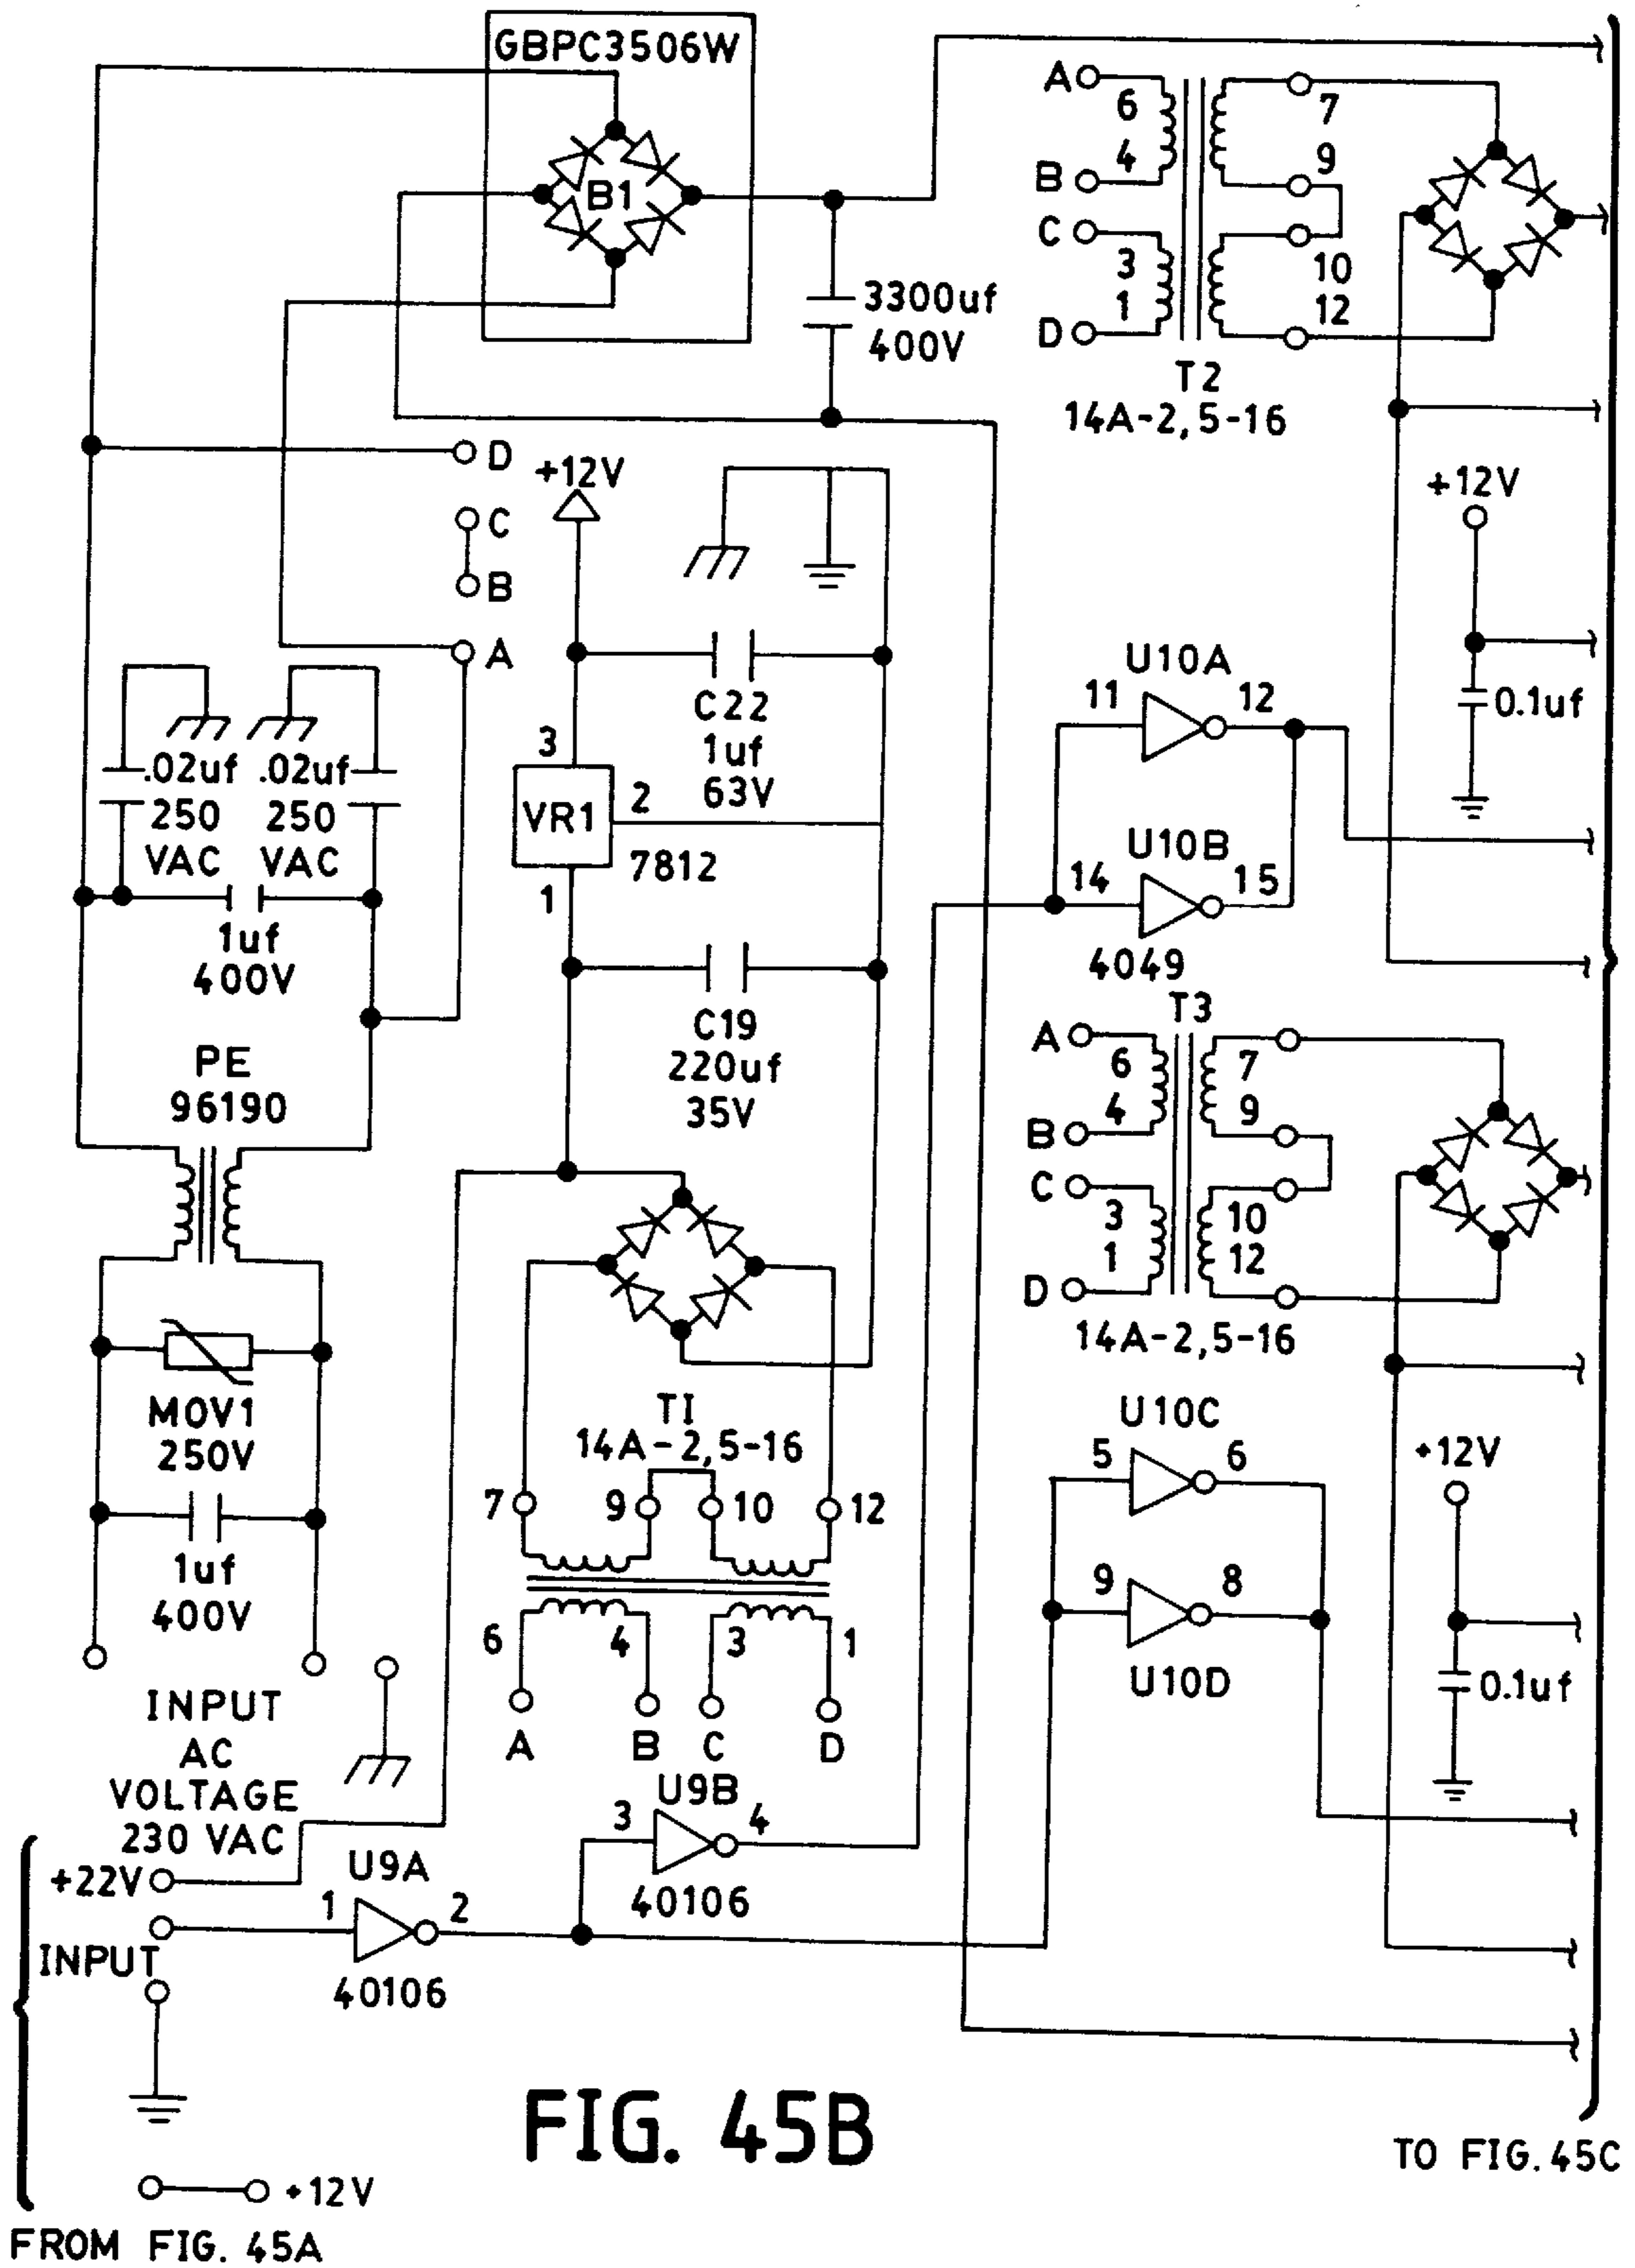 GBPC3506W
B1
3300uf
400V
A
6
4
B
C
3
1
D
7
9
10
12
T2
14A-2,5-16
D
C
B
A
+12V
+12V
0.1uf
.02uf
250
VAC
.02uf
250
VAC
1uf
400V
C22
1uf
63V
3
VR1
2
7812
1
U10A
11
12
U10B
14
15
4049
C19
220uf
35V
PE
96190
T3
A
6
4
B
C
3
1
D
7
9
10
12
14A-2,5-16
MOV1
250V
1uf
400V
TI
14A-2,5-16
7
9
10
12
6
4
3
1
A
B
C
D
U10C
5
6
9
8
U10D
+12V
0.1uf
INPUT
AC
VOLTAGE
230 VAC
U9B
3
4
40106
+22V
U9A
1
2
INPUT
40106
FIG. 45B
TO FIG. 45C
+12V
FROM FIG. 45A